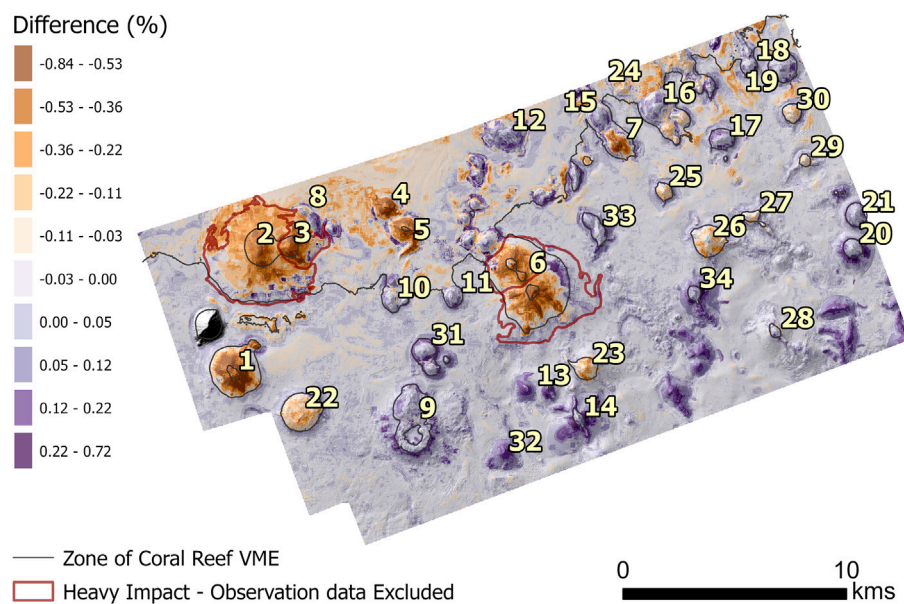 Difference (%)
-0.84 - -0.53
-0.53 - -0.36
-0.36 - -0.22
-0.22 - -0.11
-0.11 - -0.03
-0.03 - 0.00
0.00 - 0.05
0.05 - 0.12
0.12 - 0.22
0.22 - 0.72
18
24
19
16
15
30
12
7
17
29
25
8
4
27
21
33
2
3
5
26
20
6
10
11
34
28
31
1
23
13
22
9
14
32
Zone of Coral Reef VME
Heavy Impact - Observation data Excluded
0
10
kms